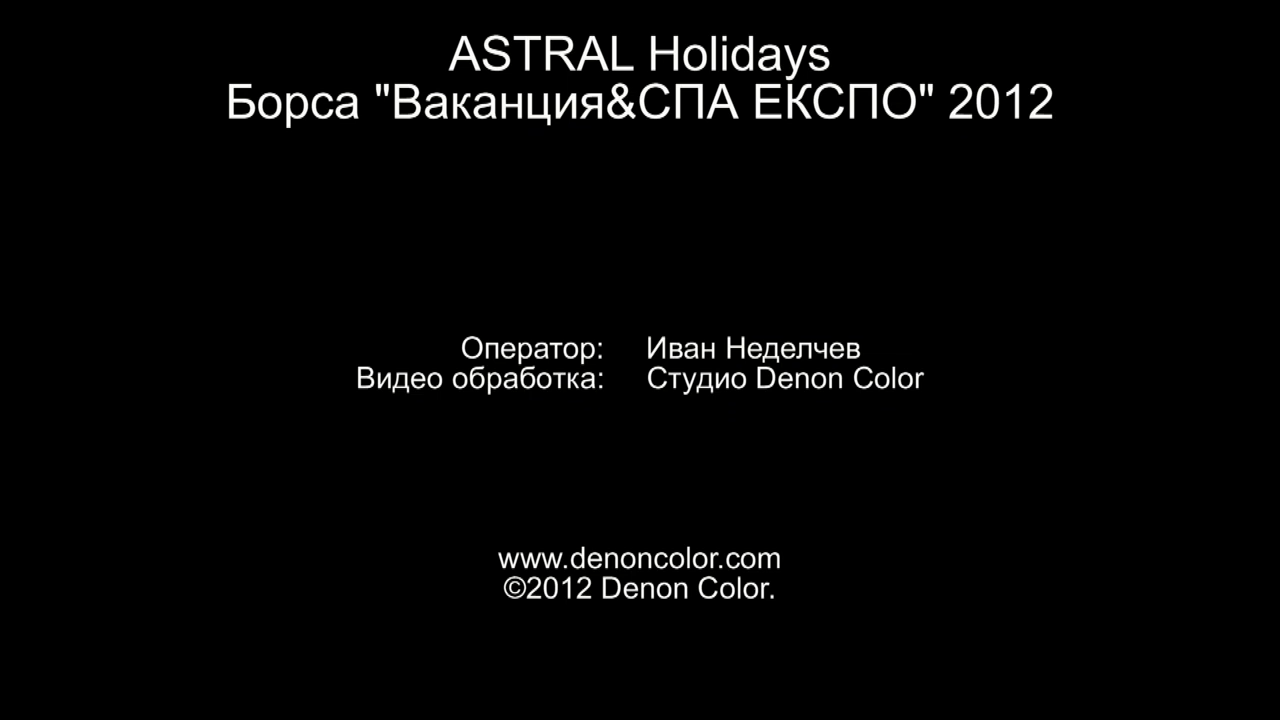 ASTRAL Holidays
Борса "Ваканция&СПА ЕКСПО" 2012
Оператор: Иван Неделчев
Видео обработка: Студио Denon Color
www.denoncolor.com
©2012 Denon Color.